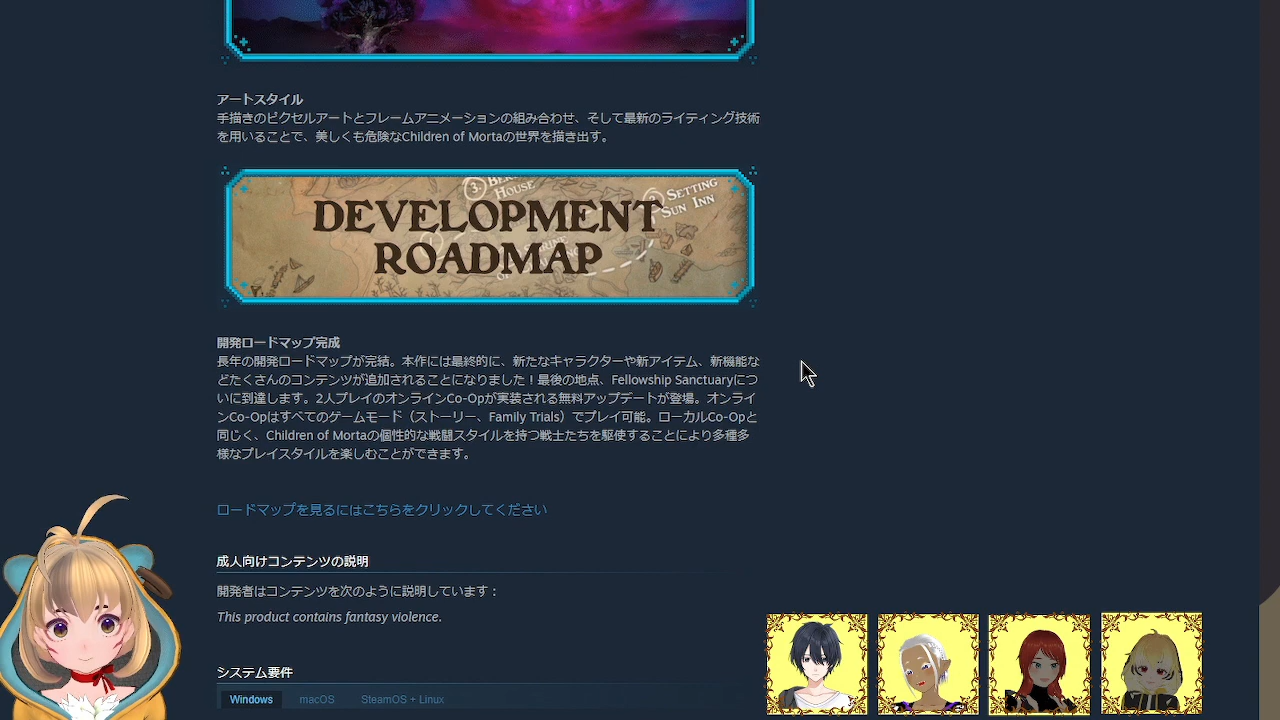 アートスタイル
手描きのピクセルアートとフレームアニメーションの組み合わせ、そして最新のライティング技術
を用いることで、美しくも危険なChildren of Mortaの世界を描き出す。
3.
HOUSE
SETTING
SUN INN
DEVELOPMENT
ROADMAP
開発ロードマップ完成
長年の開発ロードマップが完結。本作には最終的に、新たなキャラクターや新アイテム、新機能な
どたくさんのコンテンツが追加されることになりました！最後の地点、Fellowship Sanctuaryにつ
いに到達します。2人プレイのオンラインCo-Opが実装される無料アップデートが登場。オンライ
ンCo-Opはすべてのゲームモード（ストーリー、Family Trials）でプレイ可能。ローカルCo-Opと
同じく、Children of Mortaの個性的な戦闘スタイルを持つ戦士たちを駆使することにより多種多
様なプレイスタイルを楽しむことができます。
ロードマップを見るにはこちらをクリックしてください
成人向けコンテンツの説明
開発者はコンテンツを次のように説明しています：
This product contains fantasy violence.
システム要件
Windows macOS SteamOS + Linux